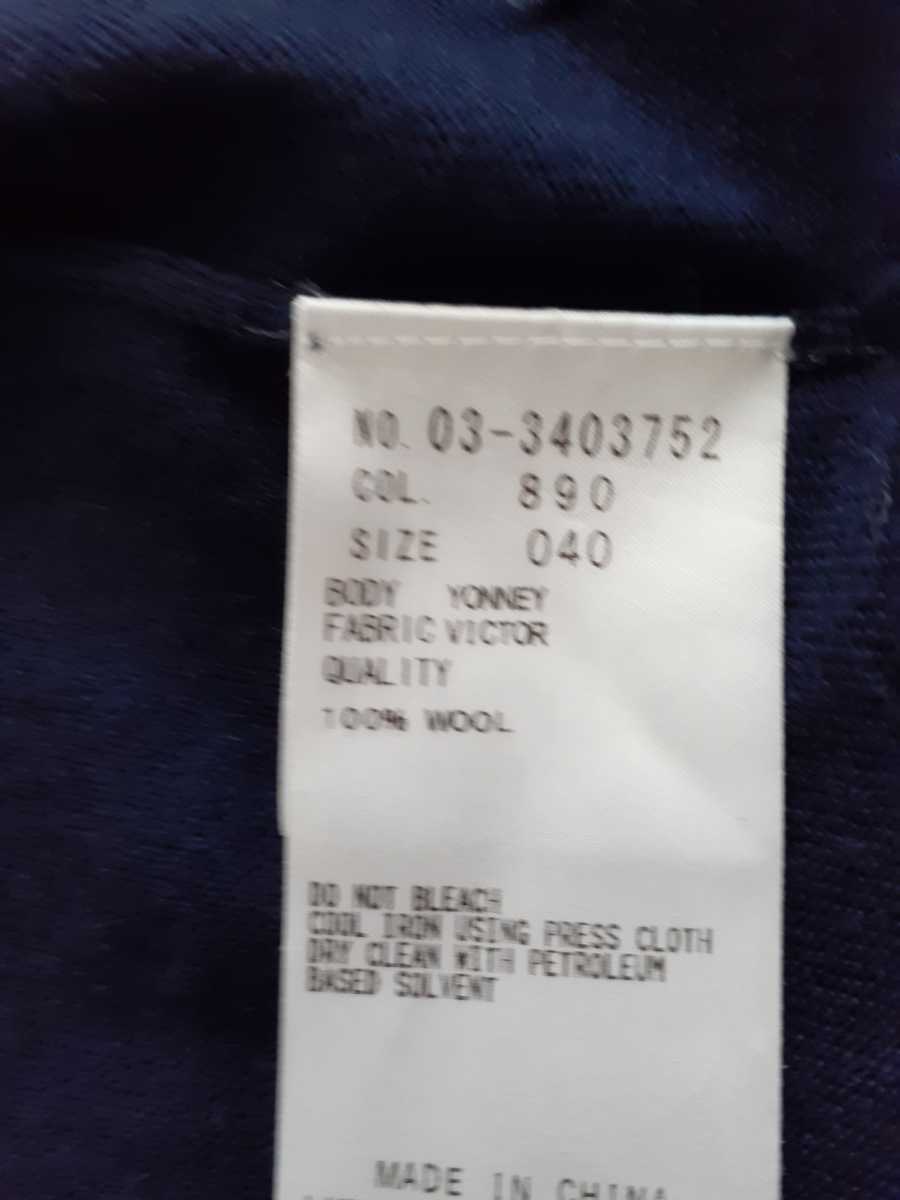 NO. 03-3403752
COL. 890
SIZE 040
BODY YONNEY
FABRIC VICTOR
QUALITY
100% WOOL
DO NOT BLEACH
COOL IRON USING PRESS CLOTH
DRY CLEAN WITH PETROLEUM
BASED SOLVENT
MADE IN CHINA